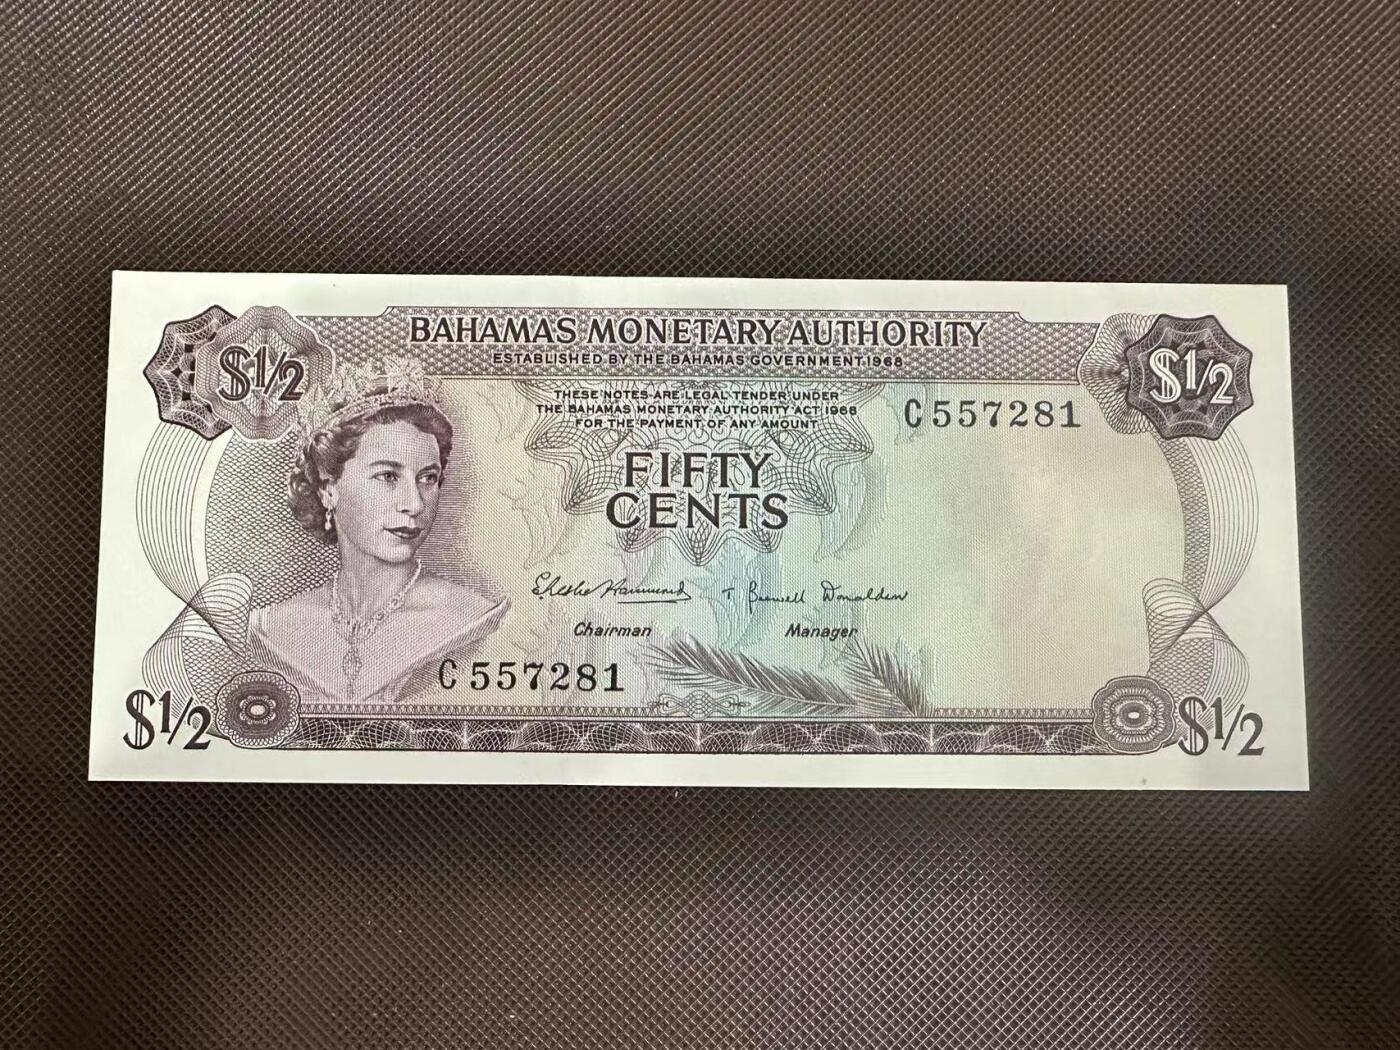 BAHAMAS MONETARY AUTHORITY
ESTABLISHED BY THE BAHAMAS GOVERNMENT 1968
$½
$½
THESE NOTES ARE LEGAL TENDER UNDER
THE BAHAMAS MONETARY AUTHORITY ACT 1968
FOR THE PAYMENT OF ANY AMOUNT
C 557281
FIFTY
CENTS
Chairman
Manager
C 557281
$½
$½